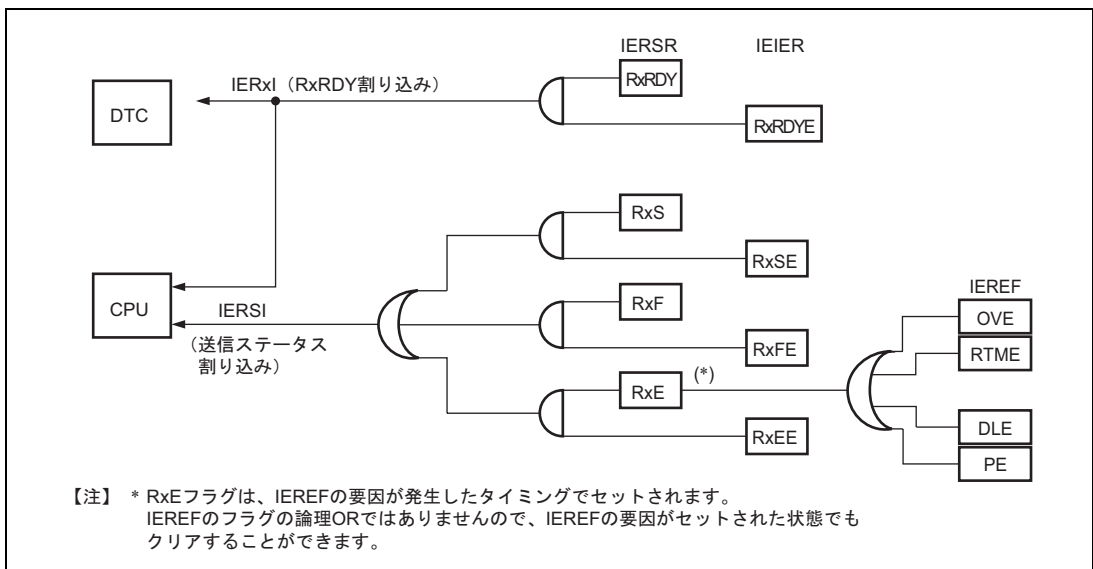 IERSR
IEIER
RxRDY
IERxI（RxRDY割り込み）
DTC
RxRDYE
RxS
RxSE
IEREF
CPU
IERSI
RxF
OVE
（送信ステータス
割り込み）
RxFE
RTME
RxE
(*)
DLE
RxEE
PE
【注】 * RxEフラグは、IEREFの要因が発生したタイミングでセットされます。
IEREFのフラグの論理ORではありませんので、IEREFの要因がセットされた状態でも
クリアすることができます。